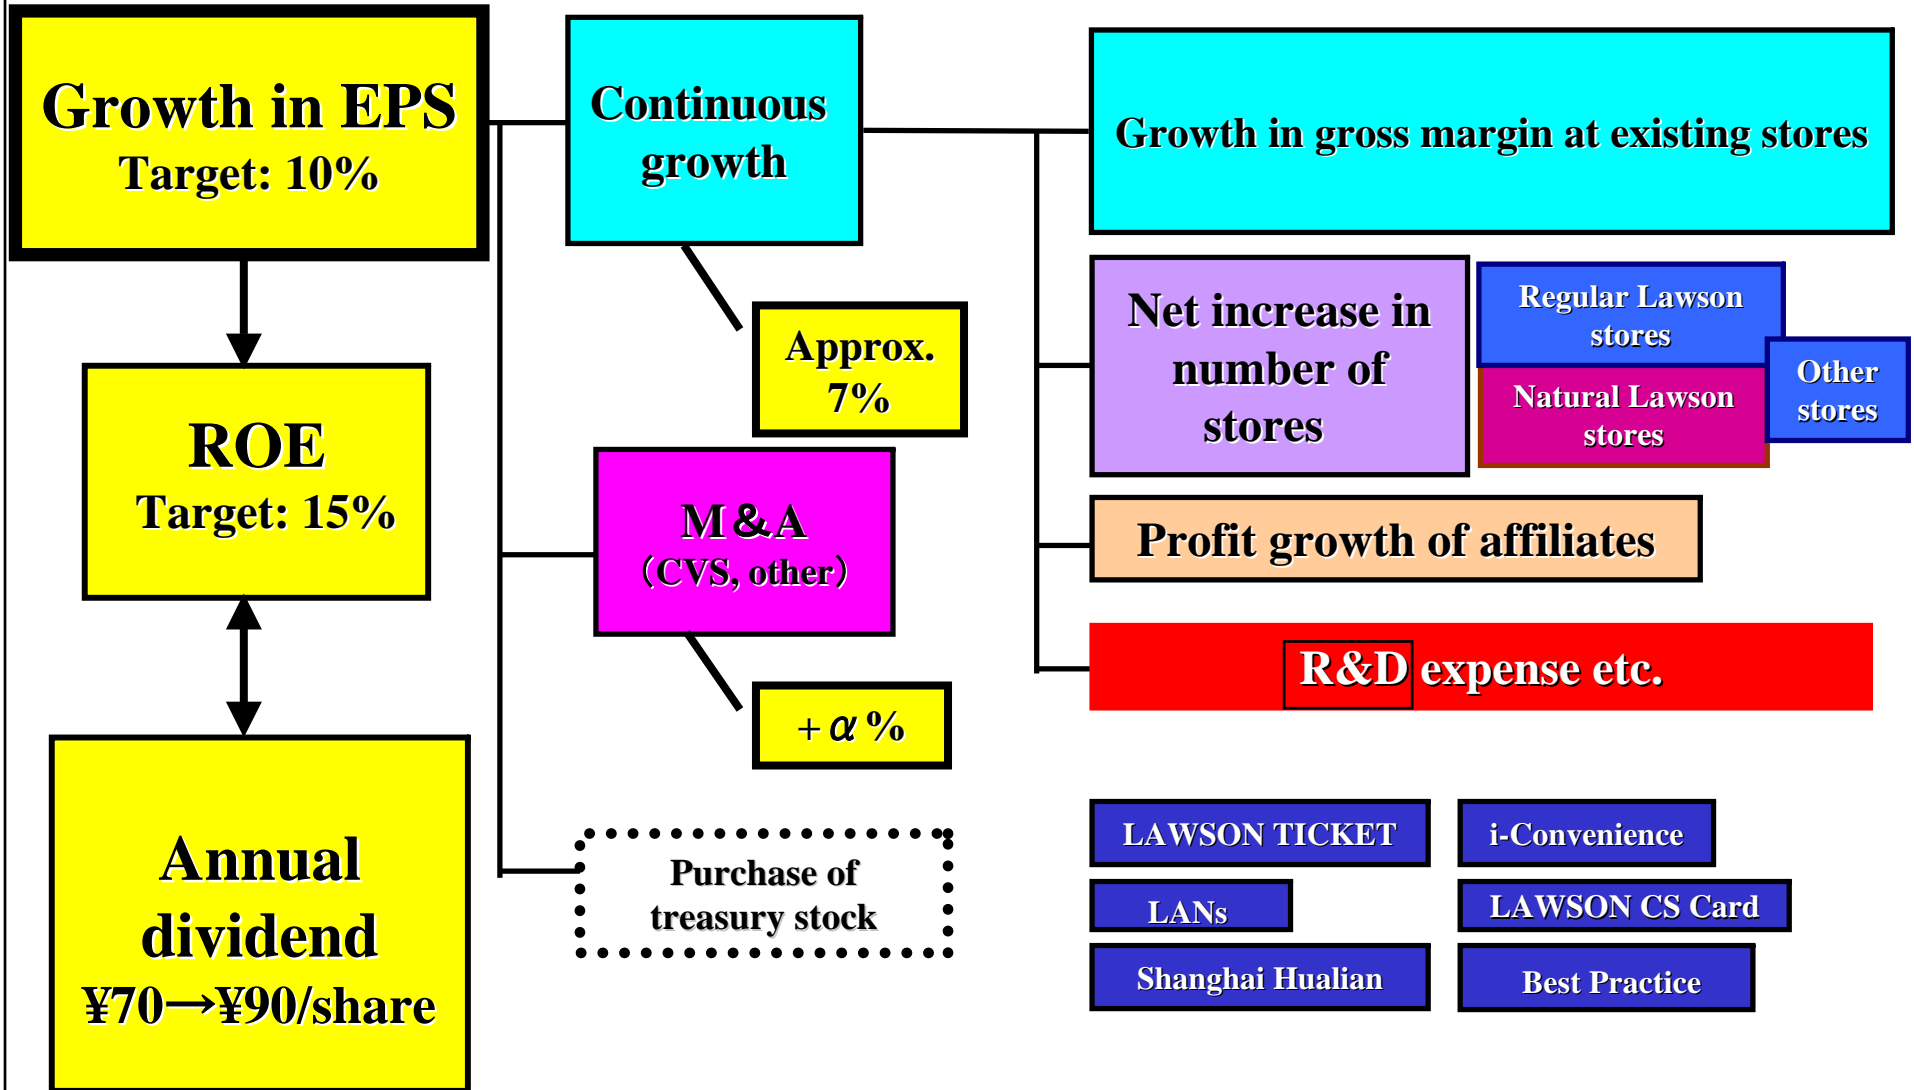 Growth in EPS
Target: 10%
ROE
Target: 15%
Annual
dividend
¥70→¥90/share
Continuous
growth
Approx.
7%
M&A
（CVS, other）
+α%
Purchase of
treasury stock
Growth in gross margin at existing stores
Net increase in
number of
stores
Regular Lawson
stores
Natural Lawson
stores
Other
stores
Profit growth of affiliates
R&D expense etc.
LAWSON TICKET
i-Convenience
LANs
LAWSON CS Card
Shanghai Hualian
Best Practice